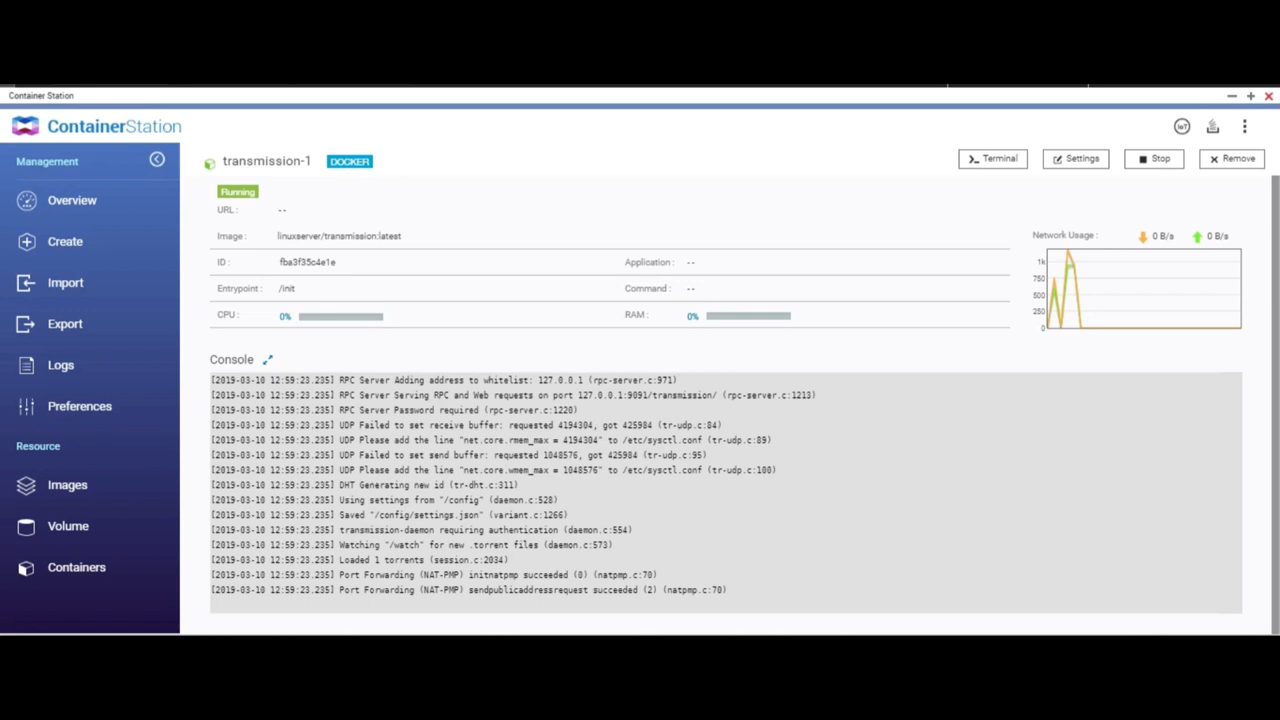 Container Station
ContainerStation
IoT
Management
Overview
Create
Import
Export
Logs
Preferences
Resource
Images
Volume
Containers
transmission-1 DOCKER
Terminal Settings Stop Remove
Running
URL : --
Image : linuxserver/transmission:latest
ID : fba3f35c4e1e Application : --
Entrypoint : /init Command : --
CPU : 0% RAM : 0%
Network Usage : 0 B/s 0 B/s
1k
750
500
250
0
Console
[2019-03-10 12:59:23.235] RPC Server Adding address to whitelist: 127.0.0.1 (rpc-server.c:971)
[2019-03-10 12:59:23.235] RPC Server Serving RPC and Web requests on port 127.0.0.1:9091/transmission/ (rpc-server.c:1213)
[2019-03-10 12:59:23.235] RPC Server Password required (rpc-server.c:1220)
[2019-03-10 12:59:23.235] UDP Failed to set receive buffer: requested 4194304, got 425984 (tr-udp.c:84)
[2019-03-10 12:59:23.235] UDP Please add the line "net.core.rmem_max = 4194304" to /etc/sysctl.conf (tr-udp.c:89)
[2019-03-10 12:59:23.235] UDP Failed to set send buffer: requested 1048576, got 425984 (tr-udp.c:95)
[2019-03-10 12:59:23.235] UDP Please add the line "net.core.wmem_max = 1048576" to /etc/sysctl.conf (tr-udp.c:100)
[2019-03-10 12:59:23.235] DHT Generating new id (tr-dht.c:311)
[2019-03-10 12:59:23.235] Using settings from "/config" (daemon.c:528)
[2019-03-10 12:59:23.235] Saved "/config/settings.json" (variant.c:1266)
[2019-03-10 12:59:23.235] transmission-daemon requiring authentication (daemon.c:554)
[2019-03-10 12:59:23.235] Watching "/watch" for new .torrent files (daemon.c:573)
[2019-03-10 12:59:23.235] Loaded 1 torrents (session.c:2034)
[2019-03-10 12:59:23.235] Port Forwarding (NAT-PMP) initnatpmp succeeded (0) (natpmp.c:70)
[2019-03-10 12:59:23.235] Port Forwarding (NAT-PMP) sendpublicaddressrequest succeeded (2) (natpmp.c:70)